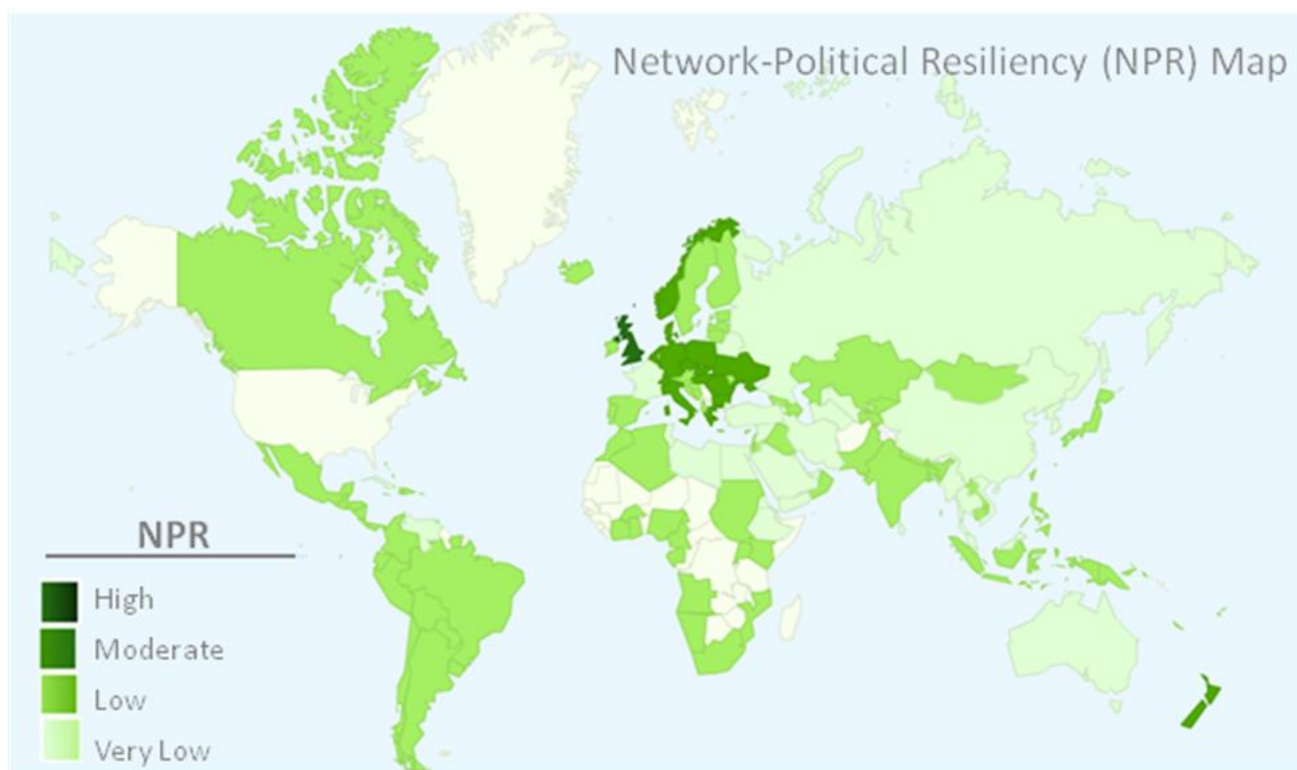 Network-Political Resiliency (NPR) Map
NPR
High
Moderate
Low
Very Low